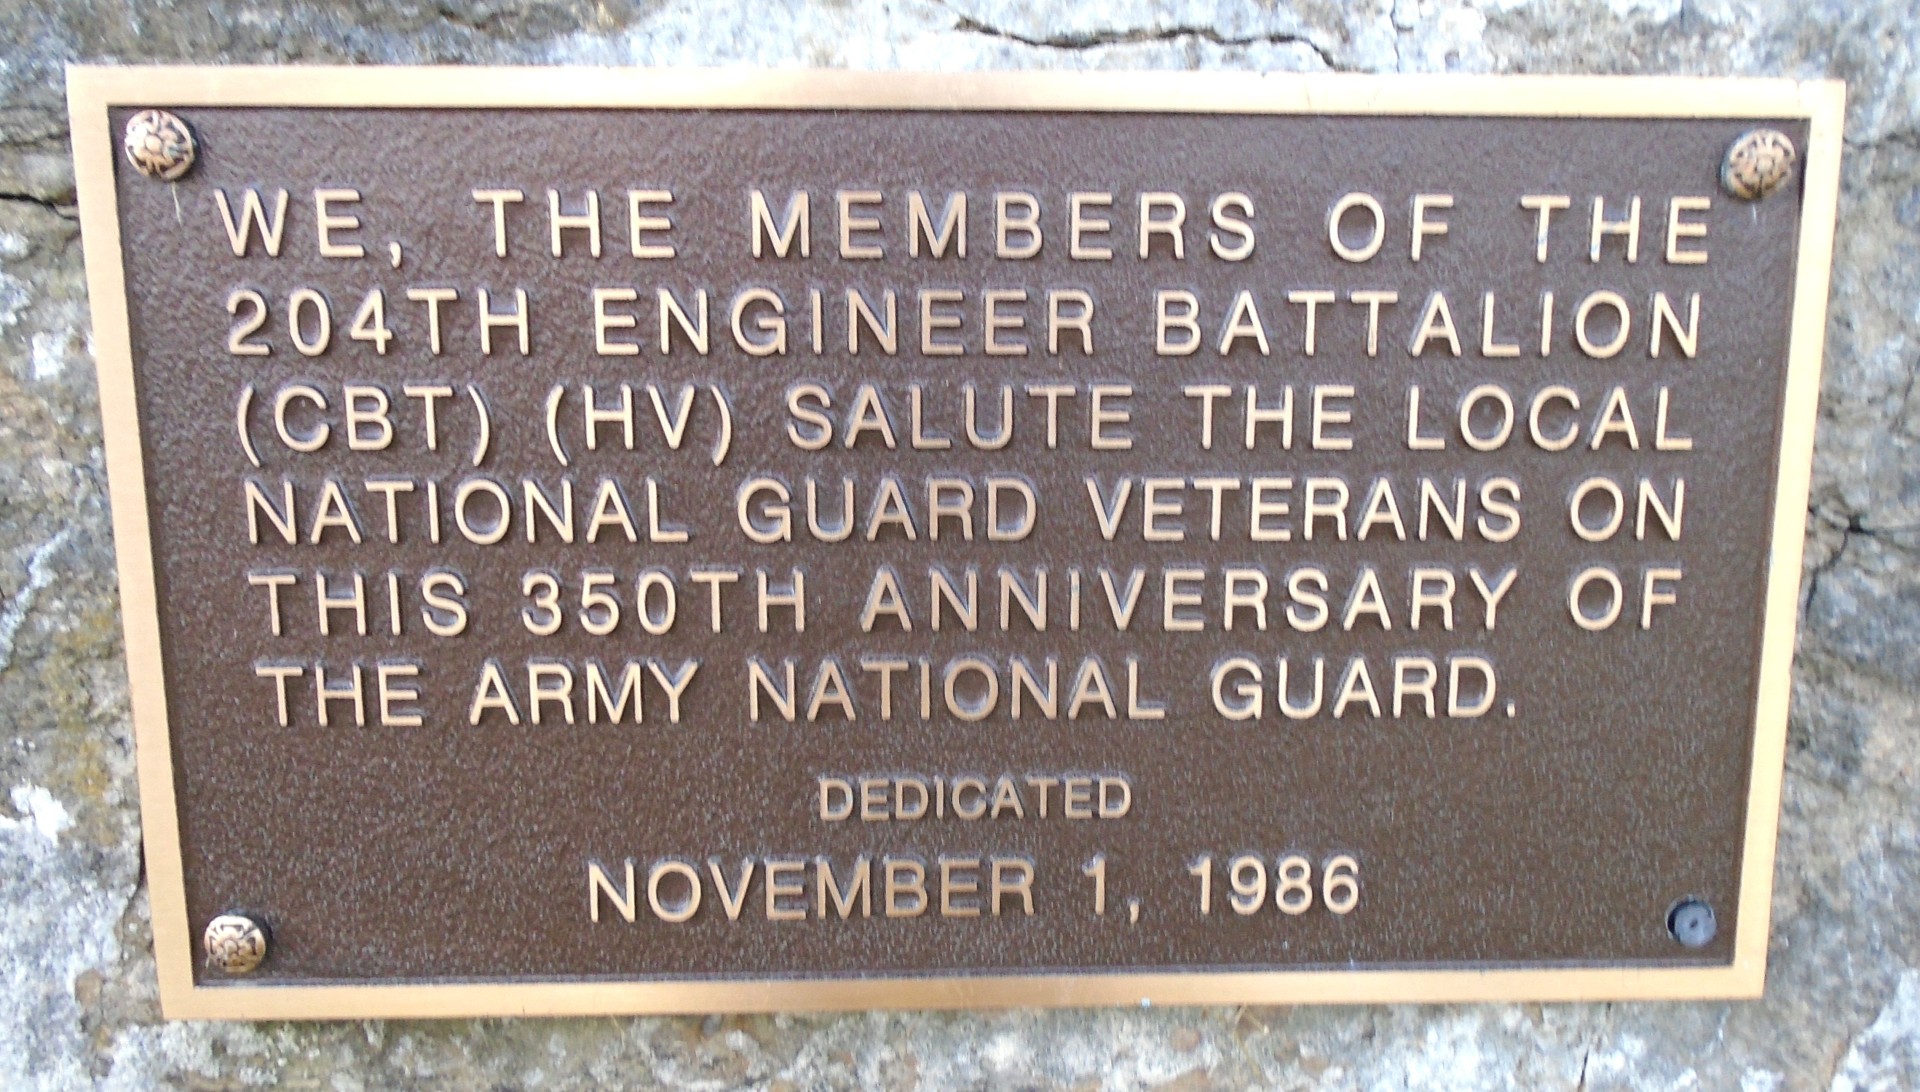 WE, THE MEMBERS OF THE
204TH ENGINEER BATTALION
(CBT) (HV) SALUTE THE LOCAL
NATIONAL GUARD VETERANS ON
THIS 350TH ANNIVERSARY OF
THE ARMY NATIONAL GUARD.
DEDICATED
NOVEMBER 1, 1986